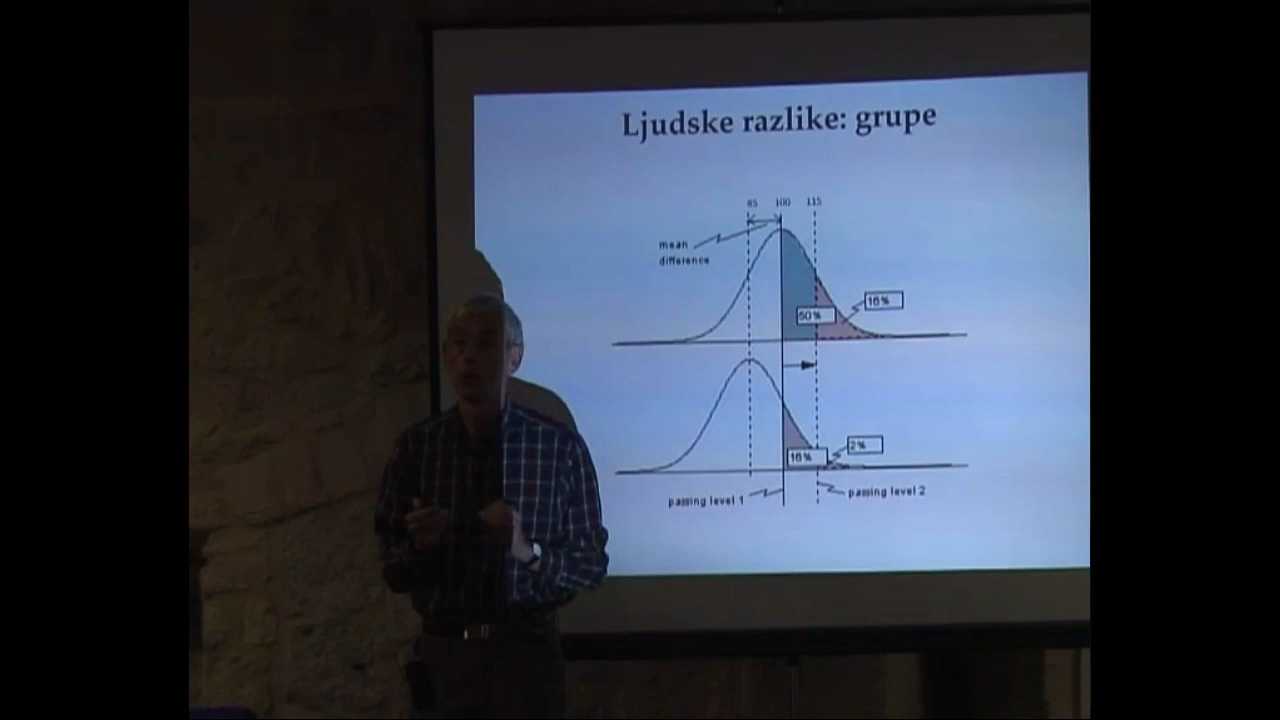 Ljudske razlike: grupe
85 100 115
mean
difference
16%
50%
2%
16%
passing level 1
passing level 2